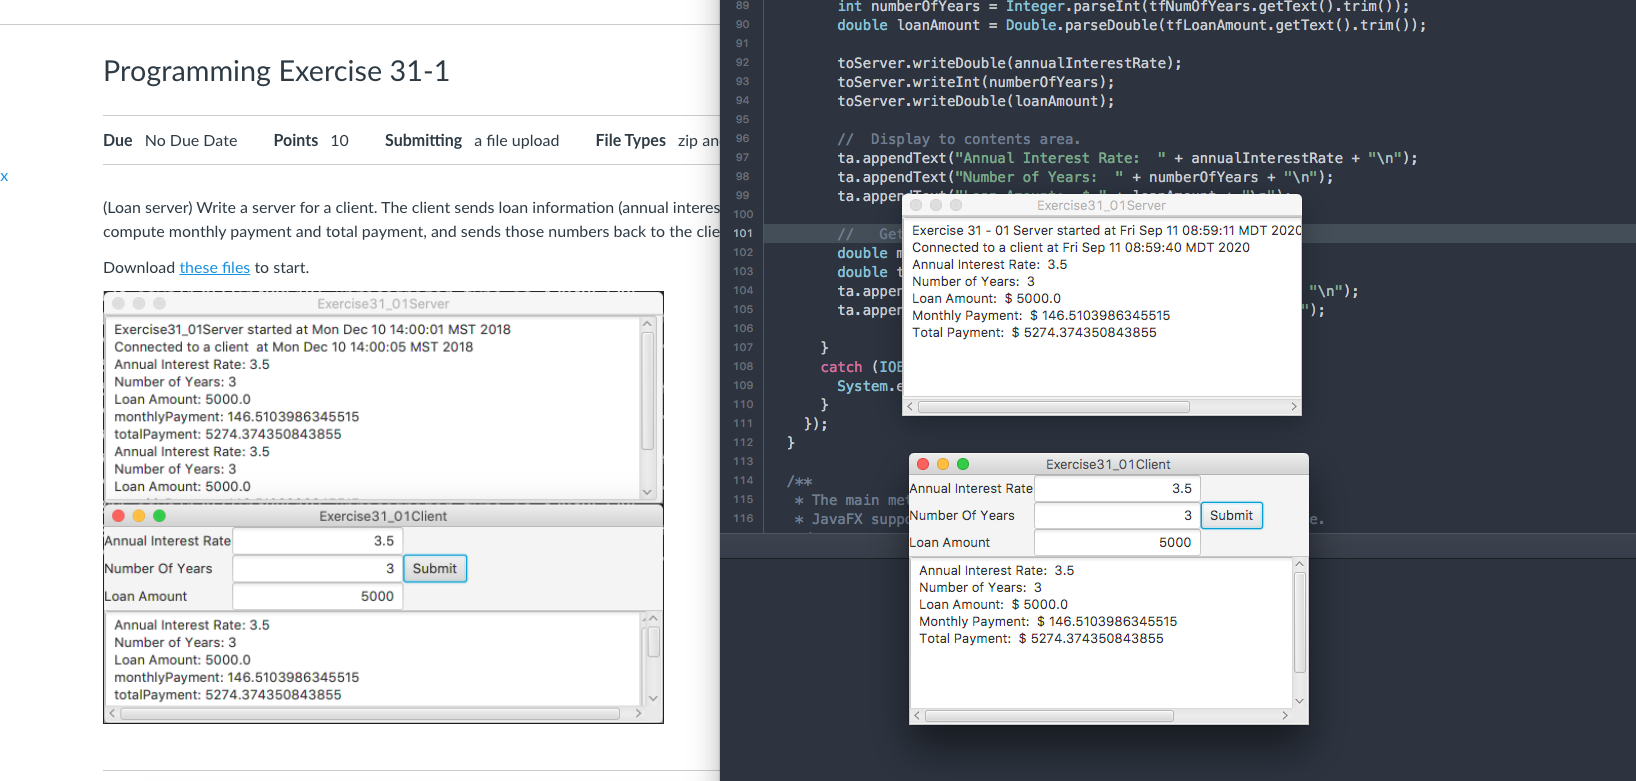 Programming Exercise 31-1
Due No Due Date Points 10 Submitting a file upload File Types zip an
x
(Loan server) Write a server for a client. The client sends loan information (annual interes
compute monthly payment and total payment, and sends those numbers back to the clie
Download these files to start.
Exercise31_01Server
Exercise31_01Server started at Mon Dec 10 14:00:01 MST 2018
Connected to a client at Mon Dec 10 14:00:05 MST 2018
Annual Interest Rate: 3.5
Number of Years: 3
Loan Amount: 5000.0
monthlyPayment: 146.5103986345515
totalPayment: 5274.374350843855
Annual Interest Rate: 3.5
Number of Years: 3
Loan Amount: 5000.0
Exercise31_01Client
Annual Interest Rate 3.5
Number Of Years 3 Submit
Loan Amount 5000
Annual Interest Rate: 3.5
Number of Years: 3
Loan Amount: 5000.0
monthlyPayment: 146.5103986345515
totalPayment: 5274.374350843855
89 int numberOfYears = Integer.parseInt(tfNumOfYears.getText().trim());
90 double loanAmount = Double.parseDouble(tfLoanAmount.getText().trim());
91
92 toServer.writeDouble(annualInterestRate);
93 toServer.writeInt(numberOfYears);
94 toServer.writeDouble(loanAmount);
95
96 // Display to contents area.
97 ta.appendText("Annual Interest Rate: " + annualInterestRate + "\n");
98 ta.appendText("Number of Years: " + numberOfYears + "\n");
99 ta.appen
100
101 // Get
102 double m
103 double t
104 ta.appen "\n");
105 ta.appen ");
106
107 }
108 catch (IOE
109 System.e
110 }
111 });
112 }
113
114 /**
115 * The main met
116 * JavaFX suppo e.
Exercise31_01Server
Exercise 31 - 01 Server started at Fri Sep 11 08:59:11 MDT 2020
Connected to a client at Fri Sep 11 08:59:40 MDT 2020
Annual Interest Rate: 3.5
Number of Years: 3
Loan Amount: $ 5000.0
Monthly Payment: $ 146.5103986345515
Total Payment: $ 5274.374350843855
Exercise31_01Client
Annual Interest Rate 3.5
Number Of Years 3 Submit
Loan Amount 5000
Annual Interest Rate: 3.5
Number of Years: 3
Loan Amount: $ 5000.0
Monthly Payment: $ 146.5103986345515
Total Payment: $ 5274.374350843855